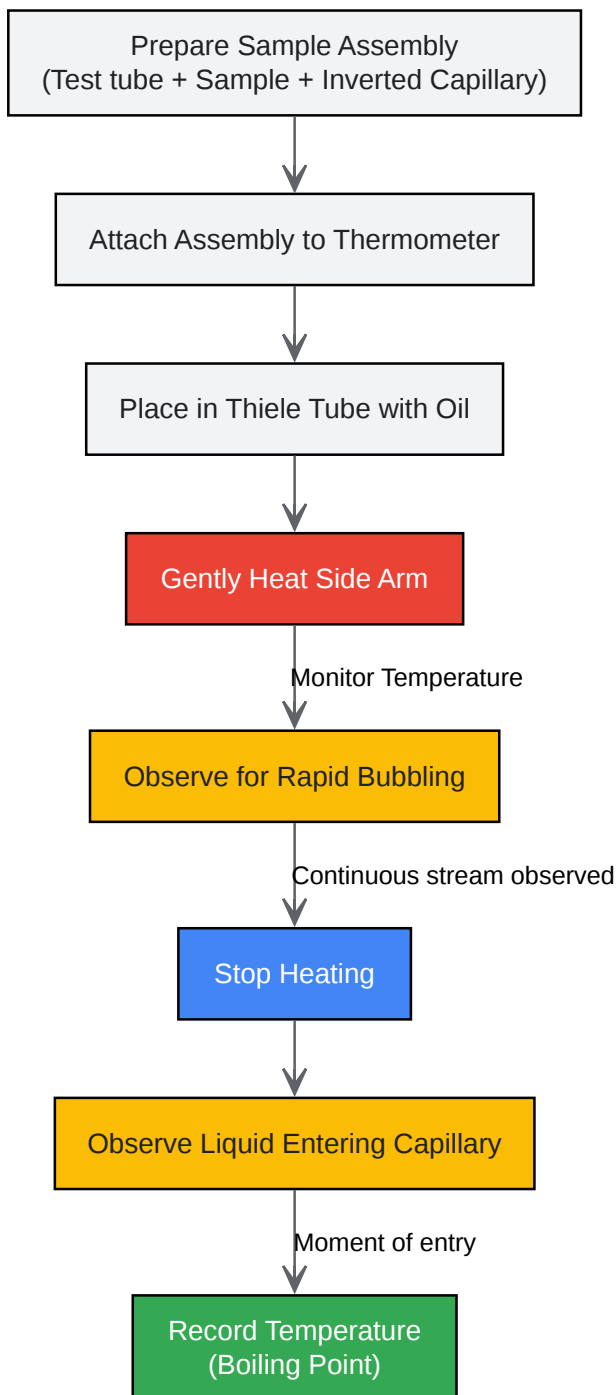 Prepare Sample Assembly
(Test tube + Sample + Inverted Capillary)
Attach Assembly to Thermometer
Place in Thiele Tube with Oil
Gently Heat Side Arm
Monitor Temperature
Observe for Rapid Bubbling
Continuous stream observed
Stop Heating
Observe Liquid Entering Capillary
Moment of entry
Record Temperature
(Boiling Point)